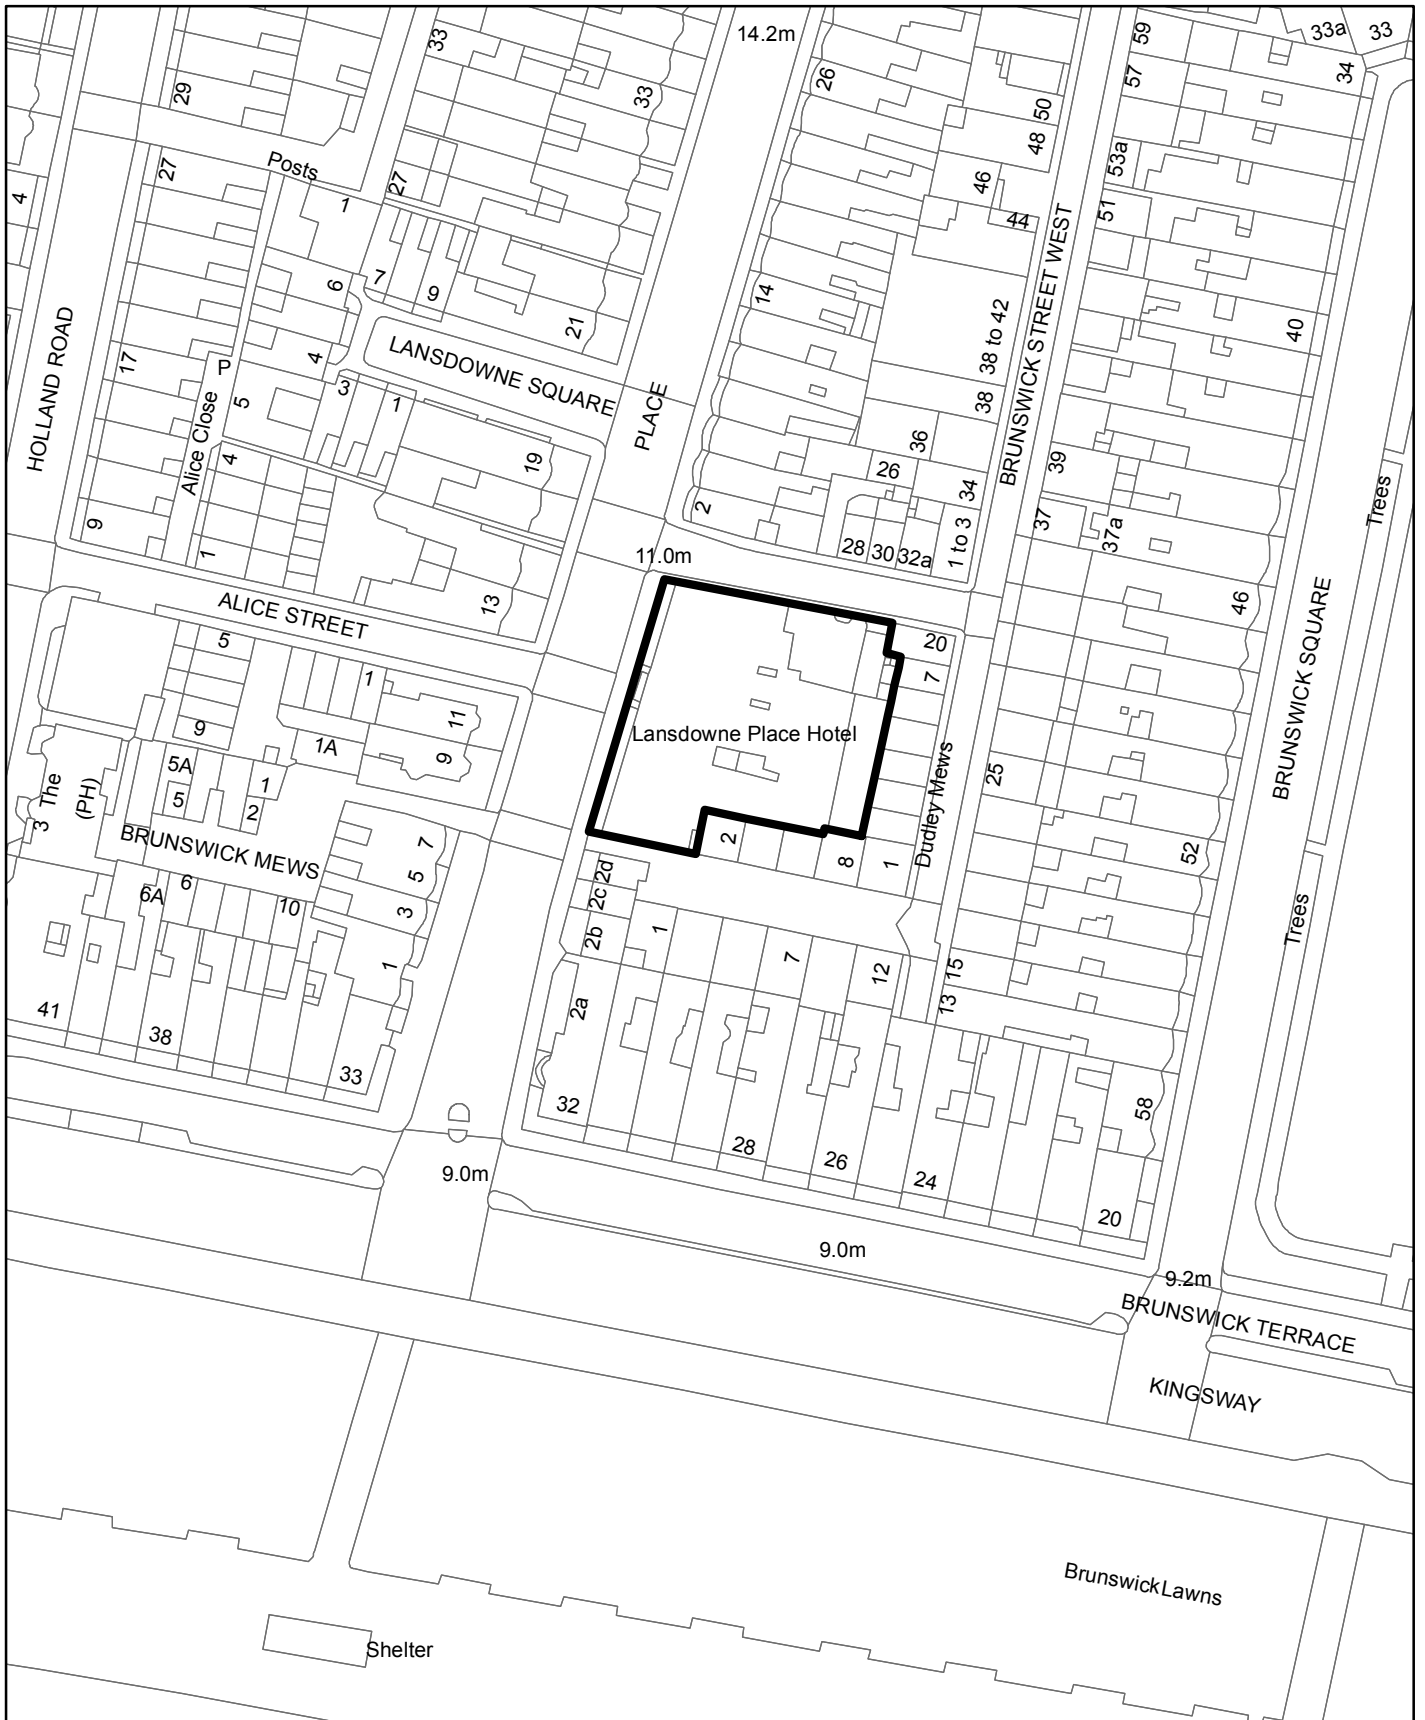 14.2m
33
33
26
59
57
33a
33
34
29
50
48
53a
Posts
27
27
1
4
46
44
51
BRUNSWICK STREET WEST
6
7
9
21
14
38 to 42
40
HOLLAND ROAD
17
P
4
LANSDOWNE SQUARE
PLACE
5
3
1
38
Alice Close
4
19
36
26
34
39
Trees
9
1
2
28
30
32a
1 to 3
37
37a
11.0m
13
ALICE STREET
46
BRUNSWICK SQUARE
5
20
1
7
11
9
1A
9
Lansdowne Place Hotel
5A
5
1
2
The
(PH)
3
25
Dudley Mews
BRUNSWICK MEWS
7
5
3
1
2
8
1
52
6A
6
10
2d
2c
2b
2a
1
7
12
15
13
Trees
41
38
33
32
28
26
24
20
58
9.0m
9.0m
9.2m
BRUNSWICK TERRACE
KINGSWAY
Brunswick Lawns
Shelter